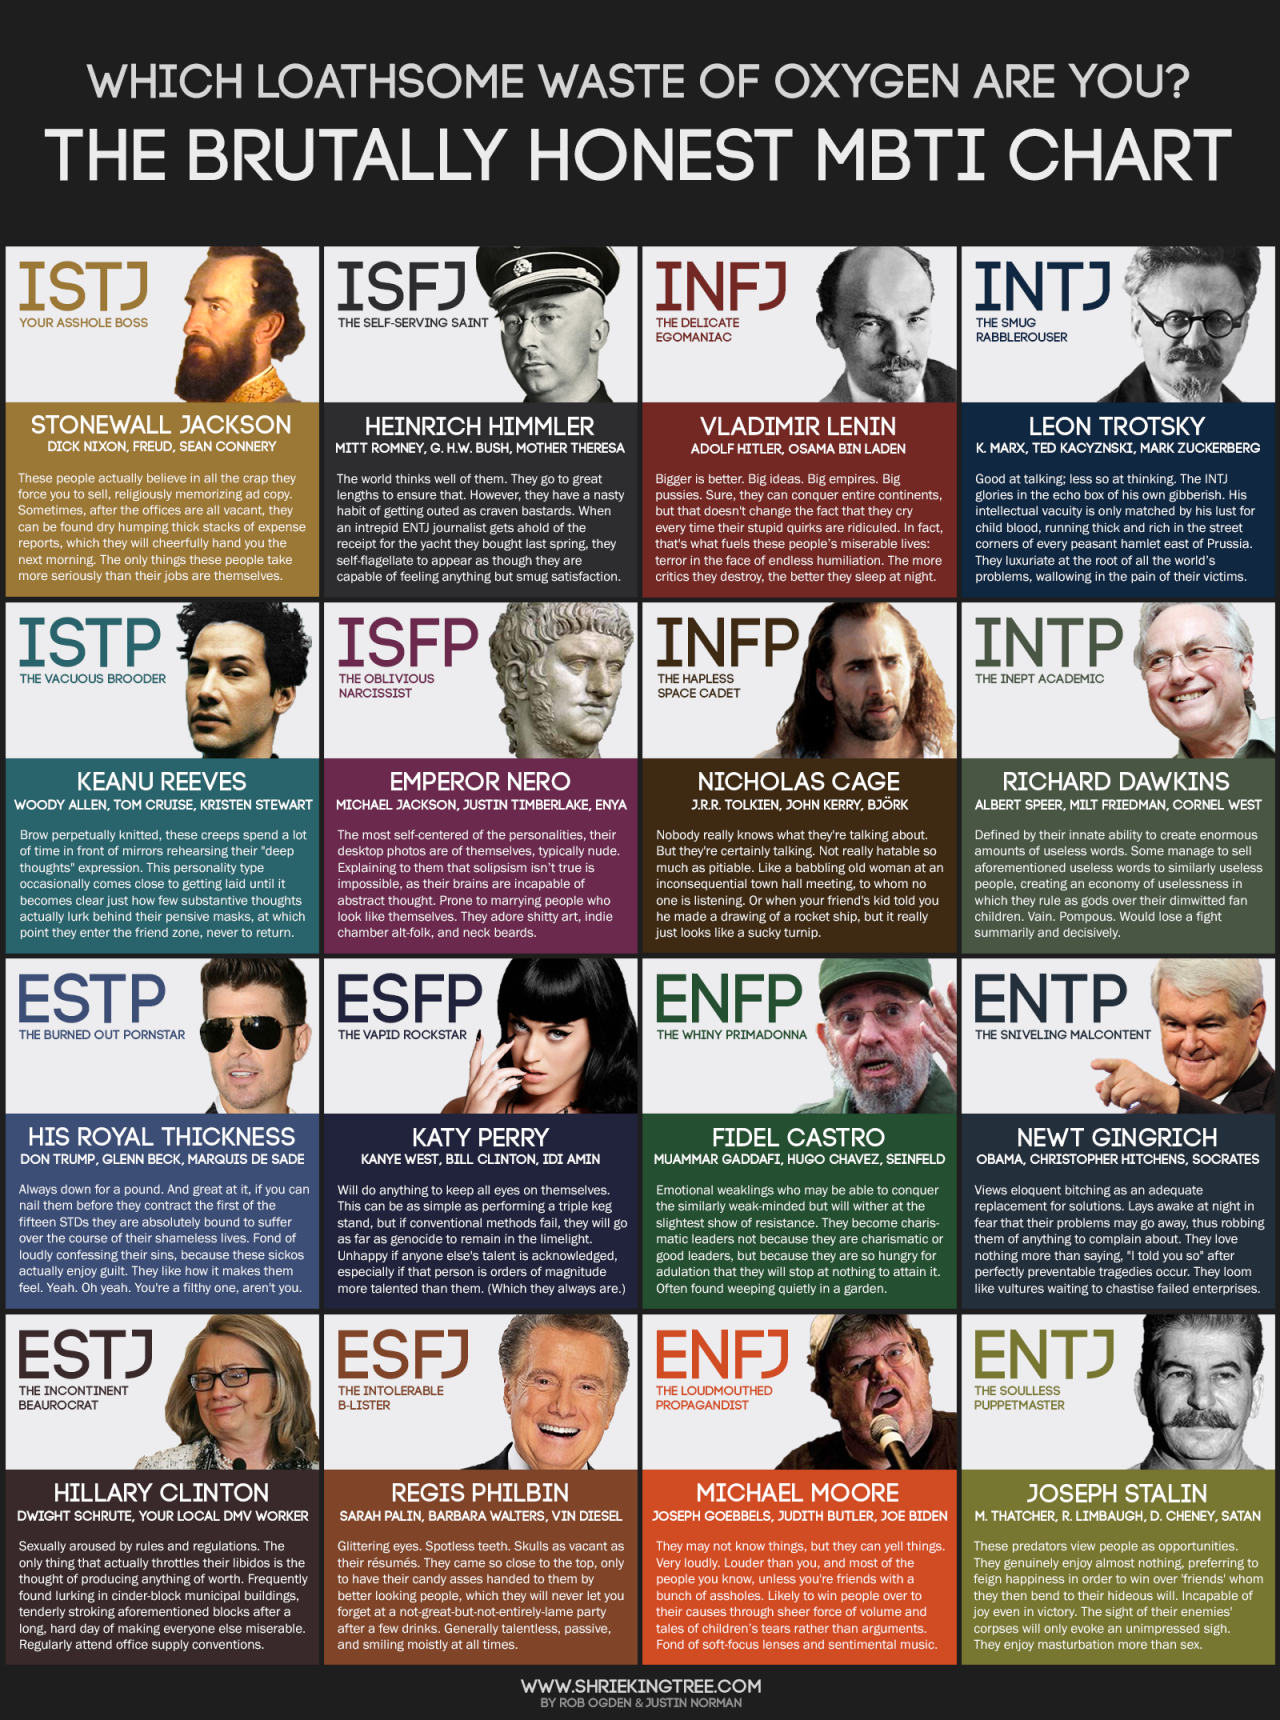 WHICH LOATHSOME WASTE OF OXYGEN ARE YOU?
THE BRUTALLY HONEST MBTI CHART
ISTJ
YOUR ASSHOLE BOSS
STONEWALL JACKSON
DICK NIXON, FREUD, SEAN CONNERY
These people actually believe in all the crap they
force you to sell, religiously memorizing ad copy.
Sometimes, after the offices are all vacant, they
can be found dry humping thick stacks of expense
reports, which they will cheerfully hand you the
next morning. The only things these people take
more seriously than their jobs are themselves.
ISFJ
THE SELF-SERVING SAINT
HEINRICH HIMMLER
MITT ROMNEY, G. H.W. BUSH, MOTHER THERESA
The world thinks well of them. They go to great
lengths to ensure that. However, they have a nasty
habit of getting outed as craven bastards. When
an intrepid ENTJ journalist gets ahold of the
receipt for the yacht they bought last spring, they
self-flagellate to appear as though they are
capable of feeling anything but smug satisfaction.
INFJ
THE DELICATE
EGOMANIAC
VLADIMIR LENIN
ADOLF HITLER, OSAMA BIN LADEN
Bigger is better. Big ideas. Big empires. Big
pussies. Sure, they can conquer entire continents,
but that doesn't change the fact that they cry
every time their stupid quirks are ridiculed. In fact,
that's what fuels these people's miserable lives:
terror in the face of endless humiliation. The more
critics they destroy, the better they sleep at night.
INTJ
THE SMUG
RABBLEROUSER
LEON TROTSKY
K. MARX, TED KACYZNSKI, MARK ZUCKERBERG
Good at talking; less so at thinking. The INTJ
glories in the echo box of his own gibberish. His
intellectual vacuity is only matched by his lust for
child blood, running thick and rich in the street
corners of every peasant hamlet east of Prussia.
They luxuriate at the root of all the world's
problems, wallowing in the pain of their victims.
ISTP
THE VACUOUS BROODER
KEANU REEVES
WOODY ALLEN, TOM CRUISE, KRISTEN STEWART
Brow perpetually knitted, these creeps spend a lot
of time in front of mirrors rehearsing their "deep
thoughts" expression. This personality type
occasionally comes close to getting laid until it
becomes clear just how few substantive thoughts
actually lurk behind their pensive masks, at which
point they enter the friend zone, never to return.
ISFP
THE OBLIVIOUS
NARCISSIST
EMPEROR NERO
MICHAEL JACKSON, JUSTIN TIMBERLAKE, ENYA
The most self-centered of the personalities, their
desktop photos are of themselves, typically nude.
Explaining to them that solipsism isn't true is
impossible, as their brains are incapable of
abstract thought. Prone to marrying people who
look like themselves. They adore shitty art, indie
chamber alt-folk, and neck beards.
INFP
THE HAPLESS
SPACE CADET
NICHOLAS CAGE
J.R.R. TOLKIEN, JOHN KERRY, BJÖRK
Nobody really knows what they're talking about.
But they're certainly talking. Not really hatable so
much as pitiable. Like a babbling old woman at an
inconsequential town hall meeting, to whom no
one is listening. Or when your friend's kid told you
he made a drawing of a rocket ship, but it really
just looks like a sucky turnip.
INTP
THE INEPT ACADEMIC
RICHARD DAWKINS
ALBERT SPEER, MILT FRIEDMAN, CORNEL WEST
Defined by their innate ability to create enormous
amounts of useless words. Some manage to sell
aforementioned useless words to similarly useless
people, creating an economy of uselessness in
which they rule as gods over their dimwitted fan
children. Vain. Pompous. Would lose a fight
summarily and decisively.
ESTP
THE BURNED OUT PORNSTAR
HIS ROYAL THICKNESS
DON TRUMP, GLENN BECK, MARQUIS DE SADE
Always down for a pound. And great at it, if you can
nail them before they contract the first of the
fifteen STDs they are absolutely bound to suffer
over the course of their shameless lives. Fond of
loudly confessing their sins, because these sickos
actually enjoy guilt. They like how it makes them
feel. Yeah. Oh yeah. You're a filthy one, aren't you.
ESFP
THE VAPID ROCKSTAR
KATY PERRY
KANYE WEST, BILL CLINTON, IDI AMIN
Will do anything to keep all eyes on themselves.
This can be as simple as performing a triple keg
stand, but if conventional methods fail, they will go
as far as genocide to remain in the limelight.
Unhappy if anyone else's talent is acknowledged,
especially if that person is orders of magnitude
more talented than them. (Which they always are.)
ENFP
THE WHINY PRIMADONNA
FIDEL CASTRO
MUAMMAR GADDAFI, HUGO CHAVEZ, SEINFELD
Emotional weaklings who may be able to conquer
the similarly weak-minded but will wither at the
slightest show of resistance. They become charis-
matic leaders not because they are charismatic or
good leaders, but because they are so hungry for
adulation that they will stop at nothing to attain it.
Often found weeping quietly in a garden.
ENTP
THE SNIVELING MALCONTENT
NEWT GINGRICH
OBAMA, CHRISTOPHER HITCHENS, SOCRATES
Views eloquent bitching as an adequate
replacement for solutions. Lays awake at night in
fear that their problems may go away, thus robbing
them of anything to complain about. They love
nothing more than saying, "I told you so" after
perfectly preventable tragedies occur. They loom
like vultures waiting to chastise failed enterprises.
ESTJ
THE INCONTINENT
BEAUROCRAT
HILLARY CLINTON
DWIGHT SCHRUTE, YOUR LOCAL DMV WORKER
Sexually aroused by rules and regulations. The
only thing that actually throttles their libidos is the
thought of producing anything of worth. Frequently
found lurking in cinder-block municipal buildings,
tenderly stroking aforementioned blocks after a
long, hard day of making everyone else miserable.
Regularly attend office supply conventions.
ESFJ
THE INTOLERABLE
B-LISTER
REGIS PHILBIN
SARAH PALIN, BARBARA WALTERS, VIN DIESEL
Glittering eyes. Spotless teeth. Skulls as vacant as
their résumés. They came so close to the top, only
to have their candy asses handed to them by
better looking people, which they will never let you
forget at a not-great-but-not-entirely-lame party
after a few drinks. Generally talentless, passive,
and smiling moistly at all times.
ENFJ
THE LOUDMOUTHED
PROPAGANDIST
MICHAEL MOORE
JOSEPH GOEBBELS, JUDITH BUTLER, JOE BIDEN
They may not know things, but they can yell things.
Very loudly. Louder than you, and most of the
people you know, unless you're friends with a
bunch of assholes. Likely to win people over to
their causes through sheer force of volume and
tales of children's tears rather than arguments.
Fond of soft-focus lenses and sentimental music.
ENTJ
THE SOULLESS
PUPPETMASTER
JOSEPH STALIN
M. THATCHER, R. LIMBAUGH, D. CHENEY, SATAN
These predators view people as opportunities.
They genuinely enjoy almost nothing, preferring to
feign happiness in order to win over 'friends' whom
they then bend to their hideous will. Incapable of
joy even in victory. The sight of their enemies'
corpses will only evoke an unimpressed sigh.
They enjoy masturbation more than sex.
WWW.SHRIEKINGTREE.COM
BY ROB OGDEN & JUSTIN NORMAN